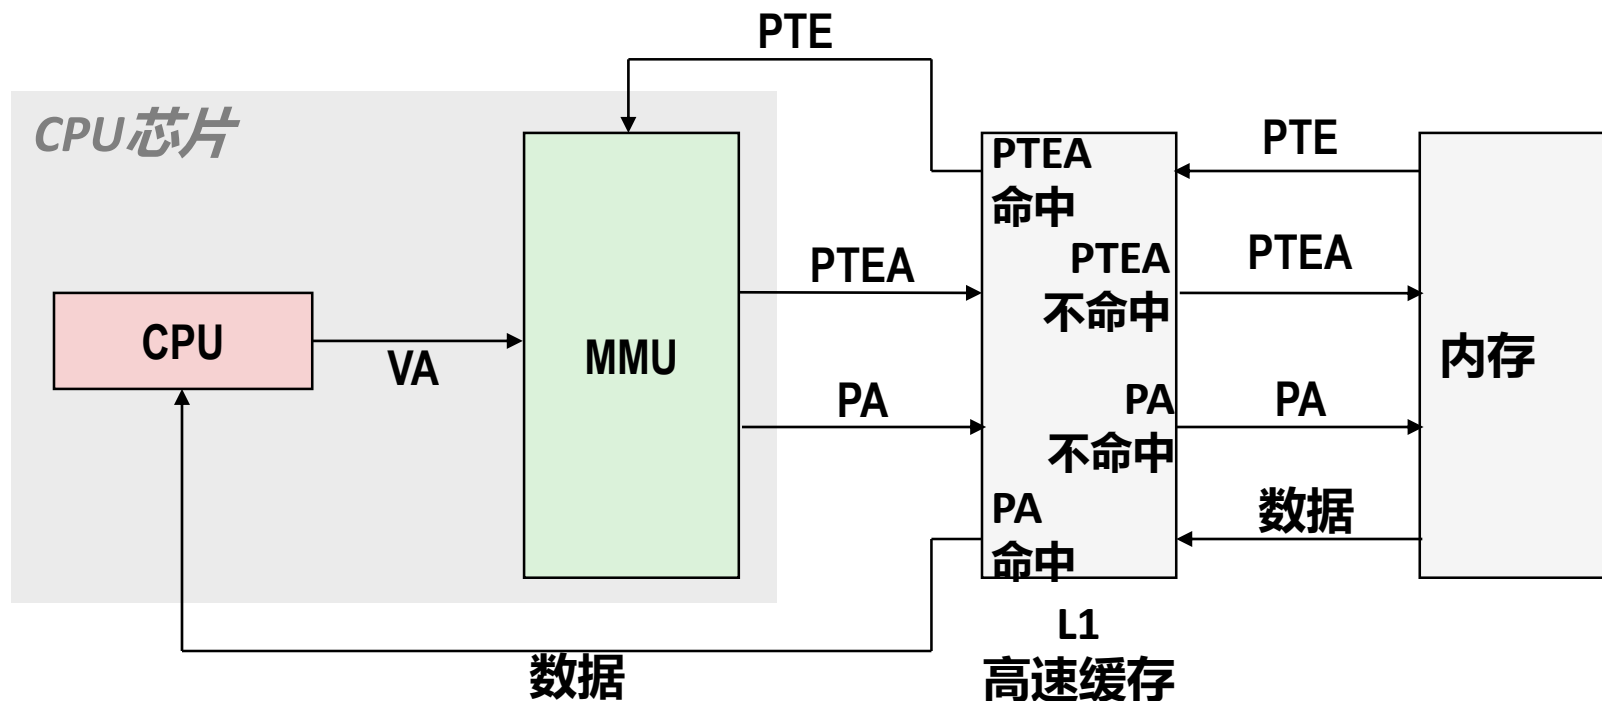 PTE
CPU芯片
PTEA
命中
PTE
PTEA
PTEA
不命中
PTEA
CPU
VA
MMU
内存
PA
PA
不命中
PA
PA
命中
数据
数据
L1
高速缓存